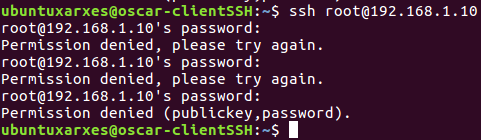 ubuntuxarxes@oscar-clientSSH:~$ ssh root@192.168.1.10
root@192.168.1.10's password:
Permission denied, please try again.
root@192.168.1.10's password:
Permission denied, please try again.
root@192.168.1.10's password:
Permission denied (publickey,password).
ubuntuxarxes@oscar-clientSSH:~$